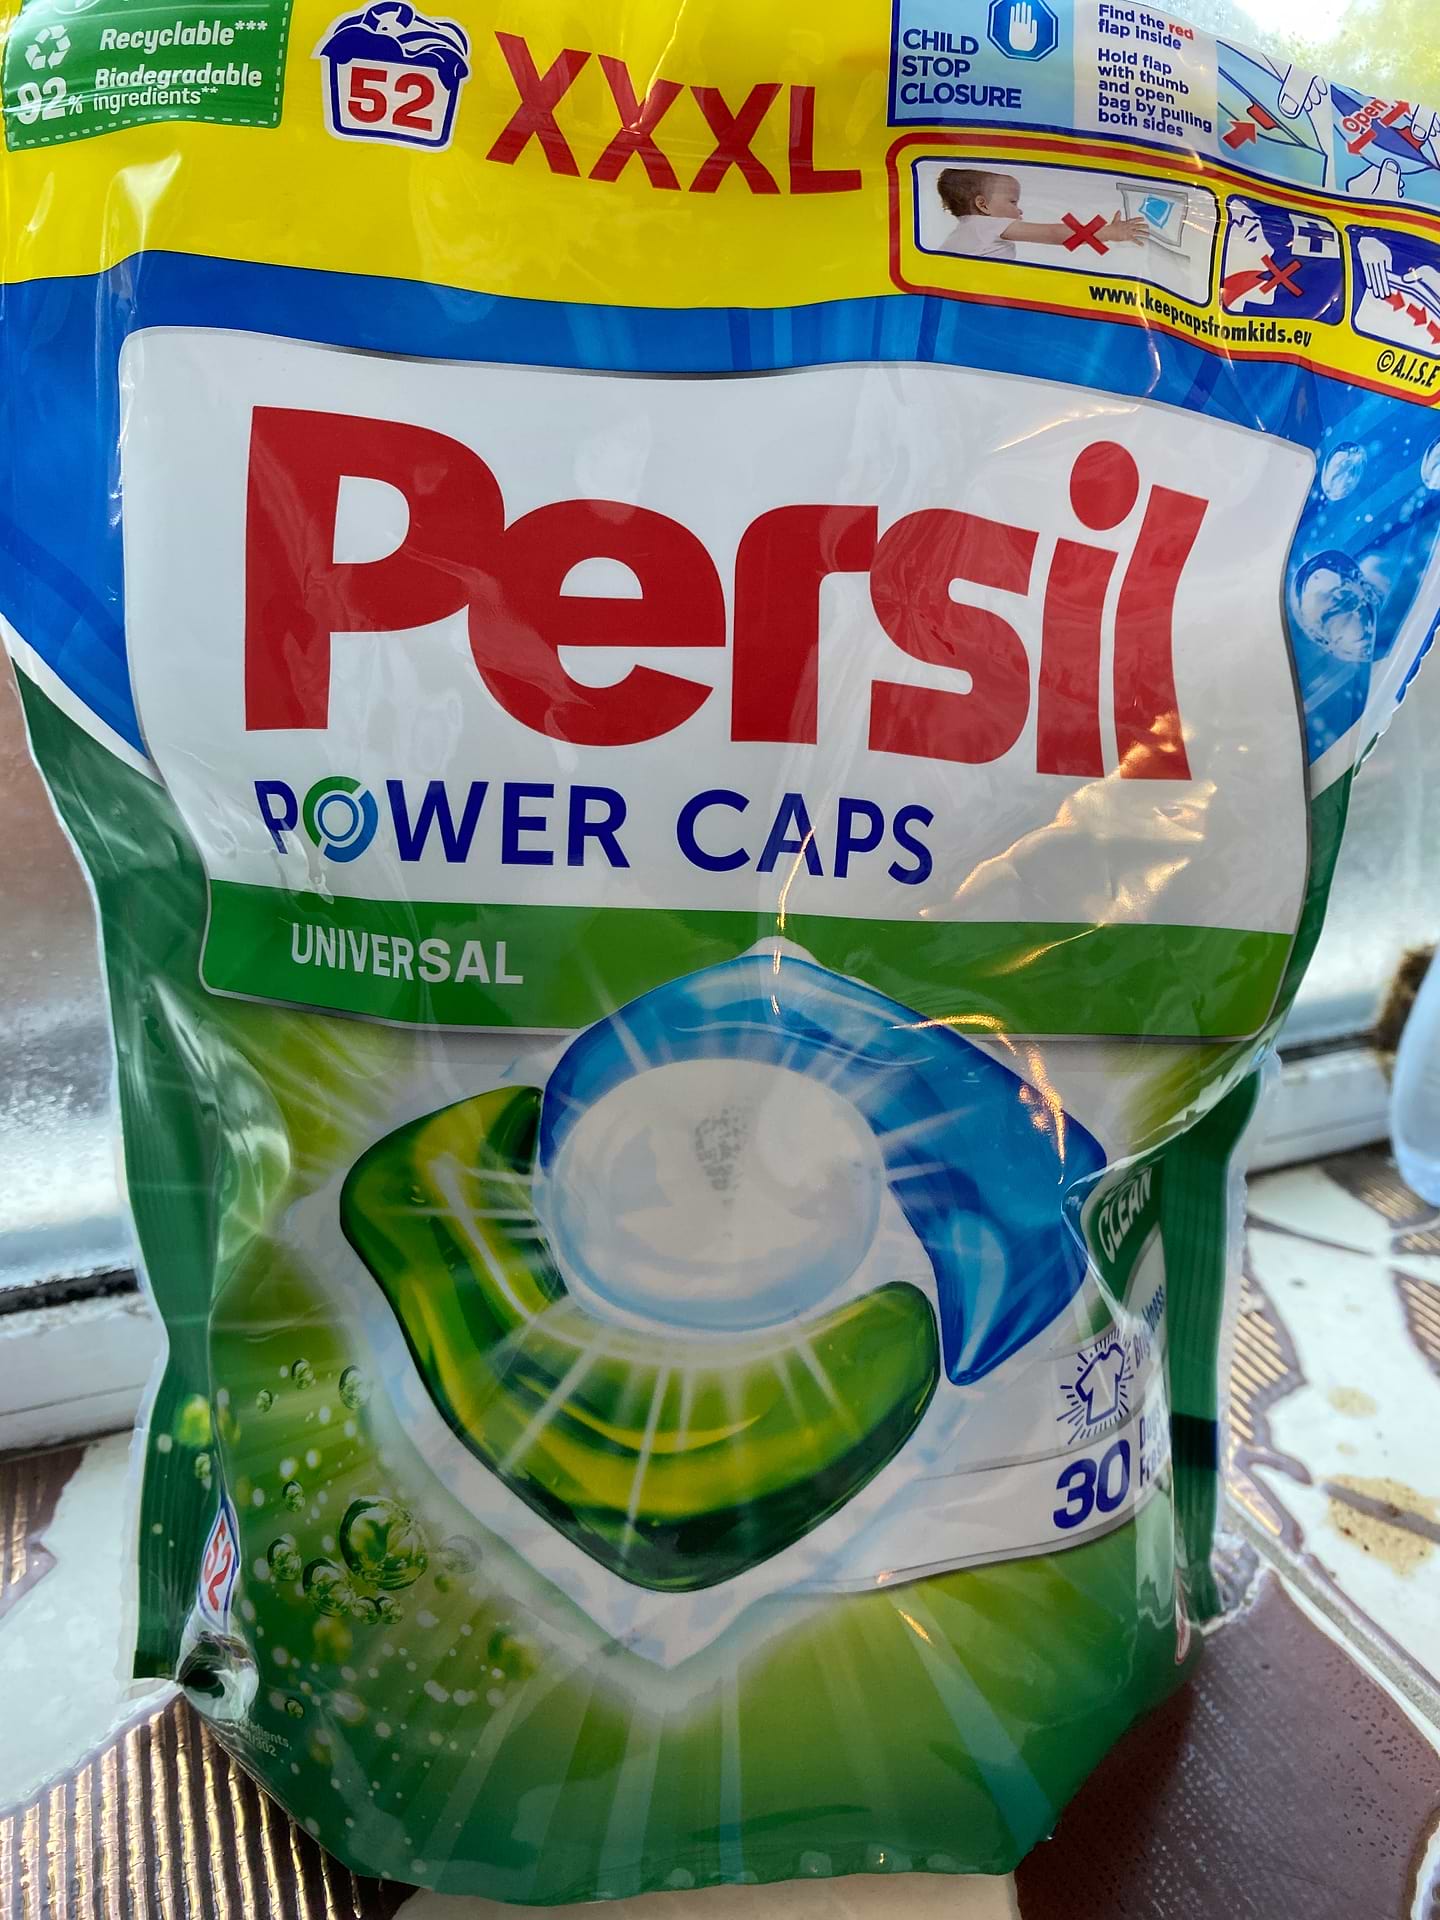 Recyclable***
92% Biodegradable
ingredients**
52
XXXL
CHILD
STOP
CLOSURE
Find the red
flap inside
Hold flap
with thumb
and open
bag by pulling
both sides
Open
www.keepcapsfromkids.eu
©A.I.S.E
Persil
POWER CAPS
UNIVERSAL
CLEAN
30
52